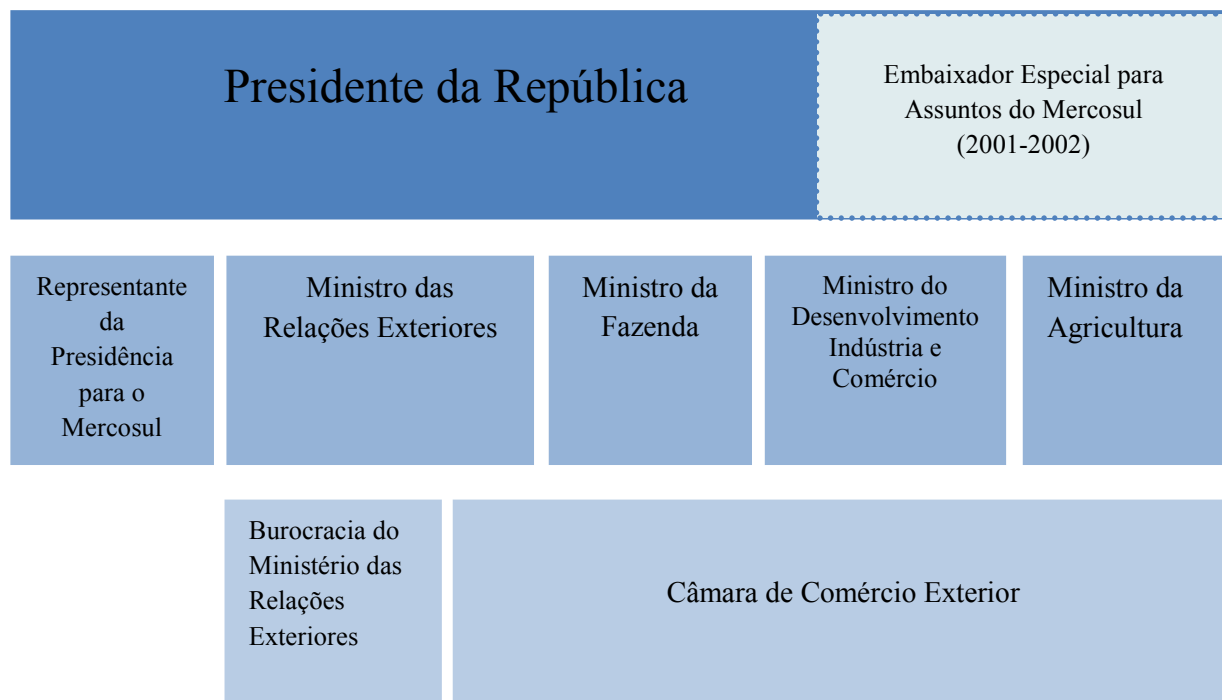 Presidente da República
Embaixador Especial para
Assuntos do Mercosul
(2001-2002)
Representante
da
Presidência
para o
Mercosul
Ministro das
Relações Exteriores
Ministro da
Fazenda
Ministro do
Desenvolvimento
Indústria e
Comércio
Ministro da
Agricultura
Burocracia do
Ministério das
Relações
Exteriores
Câmara de Comércio Exterior